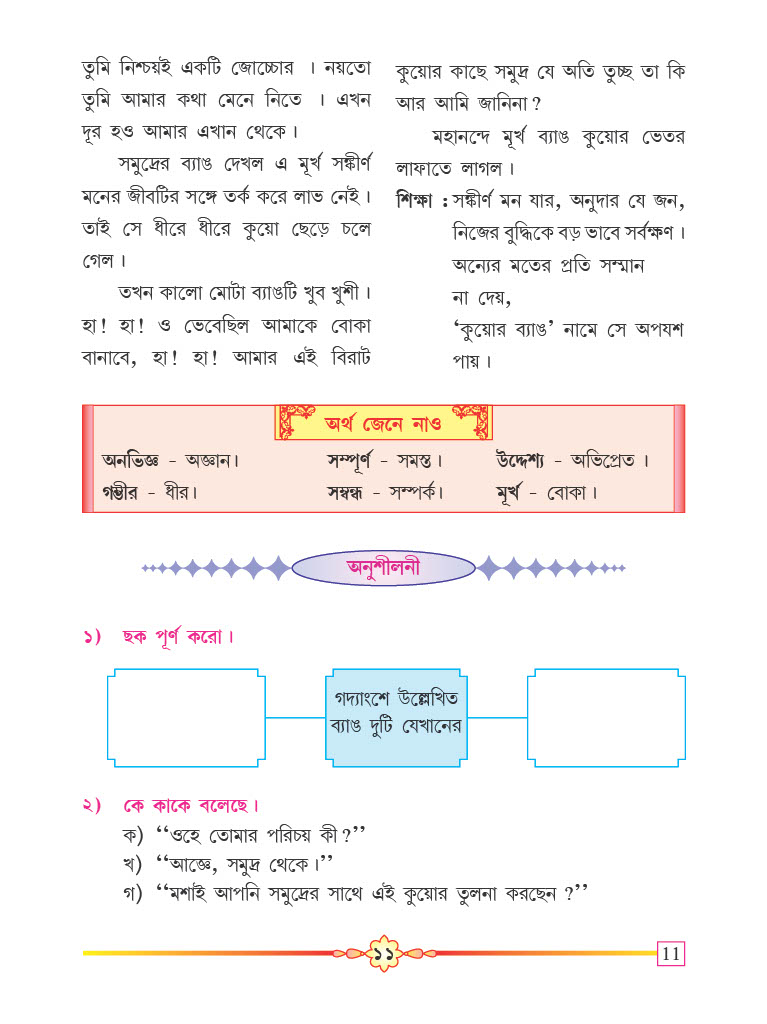 তুমি নিশ্চয়ই একটি জোচ্চোর । নয়তো
তুমি আমার কথা মেনে নিতে । এখন
দূর হও আমার এখান থেকে।
সমুদ্রের ব্যাঙ দেখল এ মূর্খ সঙ্কীর্ণ
মনের জীবটির সঙ্গে তর্ক করে লাভ নেই।
তাই সে ধীরে ধীরে কুয়ো ছেড়ে চলে
গেল।
তখন কালো মোটা ব্যাঙটি খুব খুশী।
হা! হা! ও ভেবেছিল আমাকে বোকা
বানাবে, হা! হা! আমার এই বিরাট
কুয়োর কাছে সমুদ্র যে অতি তুচ্ছ তা কি
আর আমি জানিনা?
মহানন্দে মূর্খ ব্যাঙ কুয়োর ভেতর
লাফাতে লাগল।
শিক্ষা : সঙ্কীর্ণ মন যার, অনুদার যে জন,
নিজের বুদ্ধিকে বড় ভাবে সর্বক্ষণ।
অন্যের মতের প্রতি সম্মান
না দেয়,
‘কুয়োর ব্যাঙ’ নামে সে অপযশ
পায়।
অর্থ জেনে নাও
অনভিজ্ঞ - অজ্ঞান। সম্পূর্ণ - সমস্ত। উদ্দেশ্য - অভিপ্রেত।
গম্ভীর - ধীর। সম্বন্ধ - সম্পর্ক। মূর্খ - বোকা।
অনুশীলনী
১) ছক পূর্ণ করো।
গদ্যাংশে উল্লেখিত
ব্যাঙ দুটি যেখানের
২) কে কাকে বলেছে।
ক) ‘‘ওহে তোমার পরিচয় কী?’’
খ) ‘‘আজ্ঞে, সমুদ্র থেকে।’’
গ) ‘‘মশাই আপনি সমুদ্রের সাথে এই কুয়োর তুলনা করছেন ?’’
১১
11